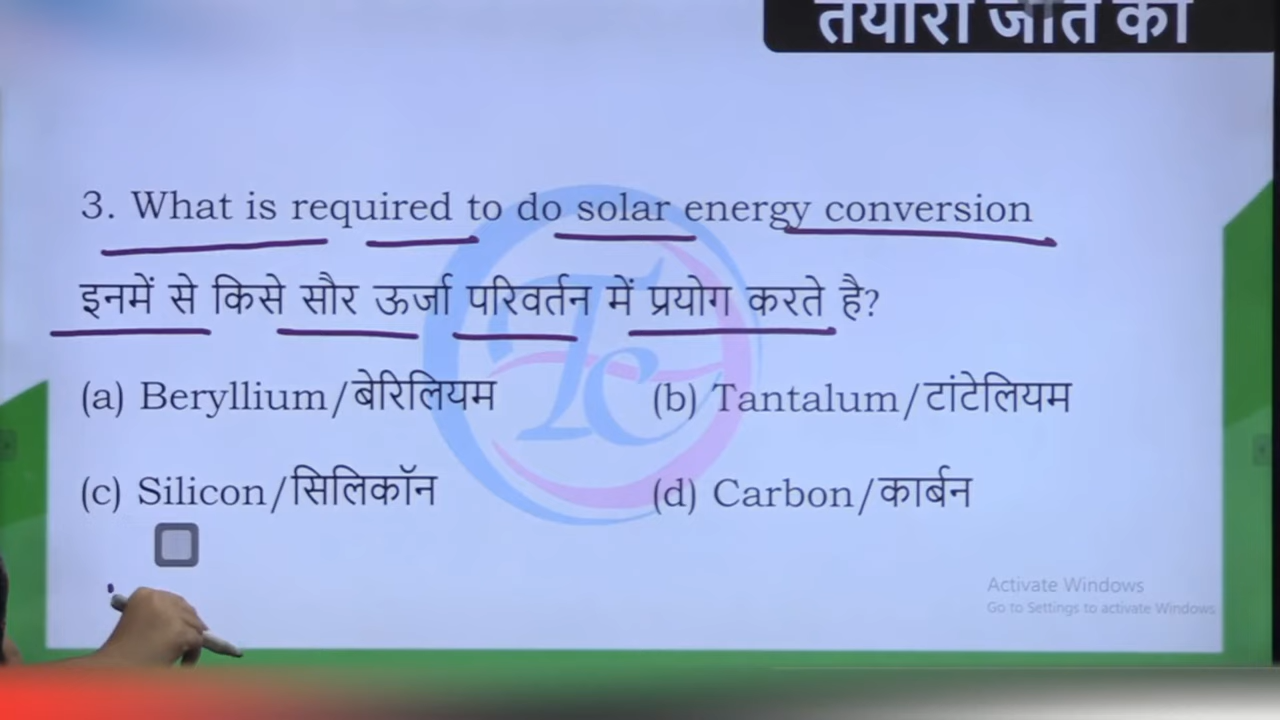 तैयारी जीत की
3. What is required to do solar energy conversion
इनमें से किसे सौर ऊर्जा परिवर्तन में प्रयोग करते है?
(a) Beryllium/बेरिलियम (b) Tantalum/टांटेलियम
(c) Silicon/सिलिकॉन (d) Carbon/कार्बन
Tc
Activate Windows
Go to Settings to activate Windows